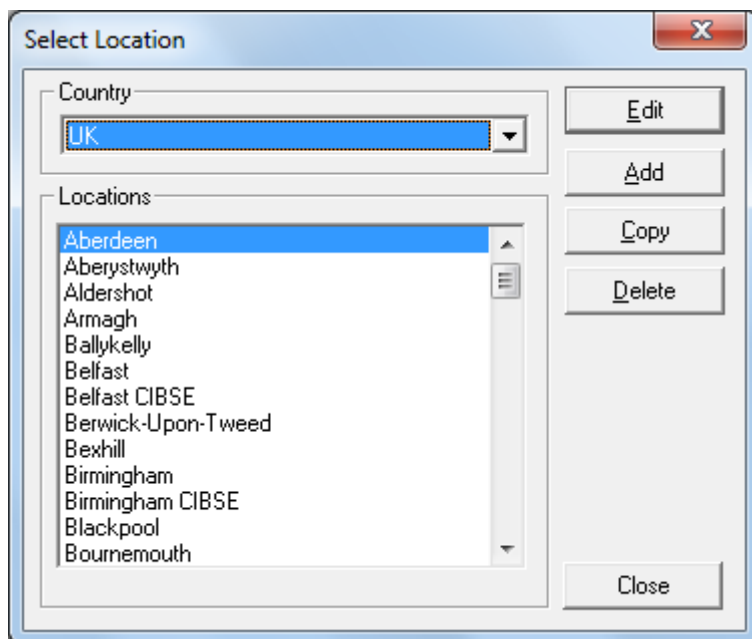 Select Location
Country
UK
Locations
Aberdeen
Aberystwyth
Aldershot
Armagh
Ballykelly
Belfast
Belfast CIBSE
Berwick-Upon-Tweed
Bexhill
Birmingham
Birmingham CIBSE
Blackpool
Bournemouth
Edit
Add
Copy
Delete
Close